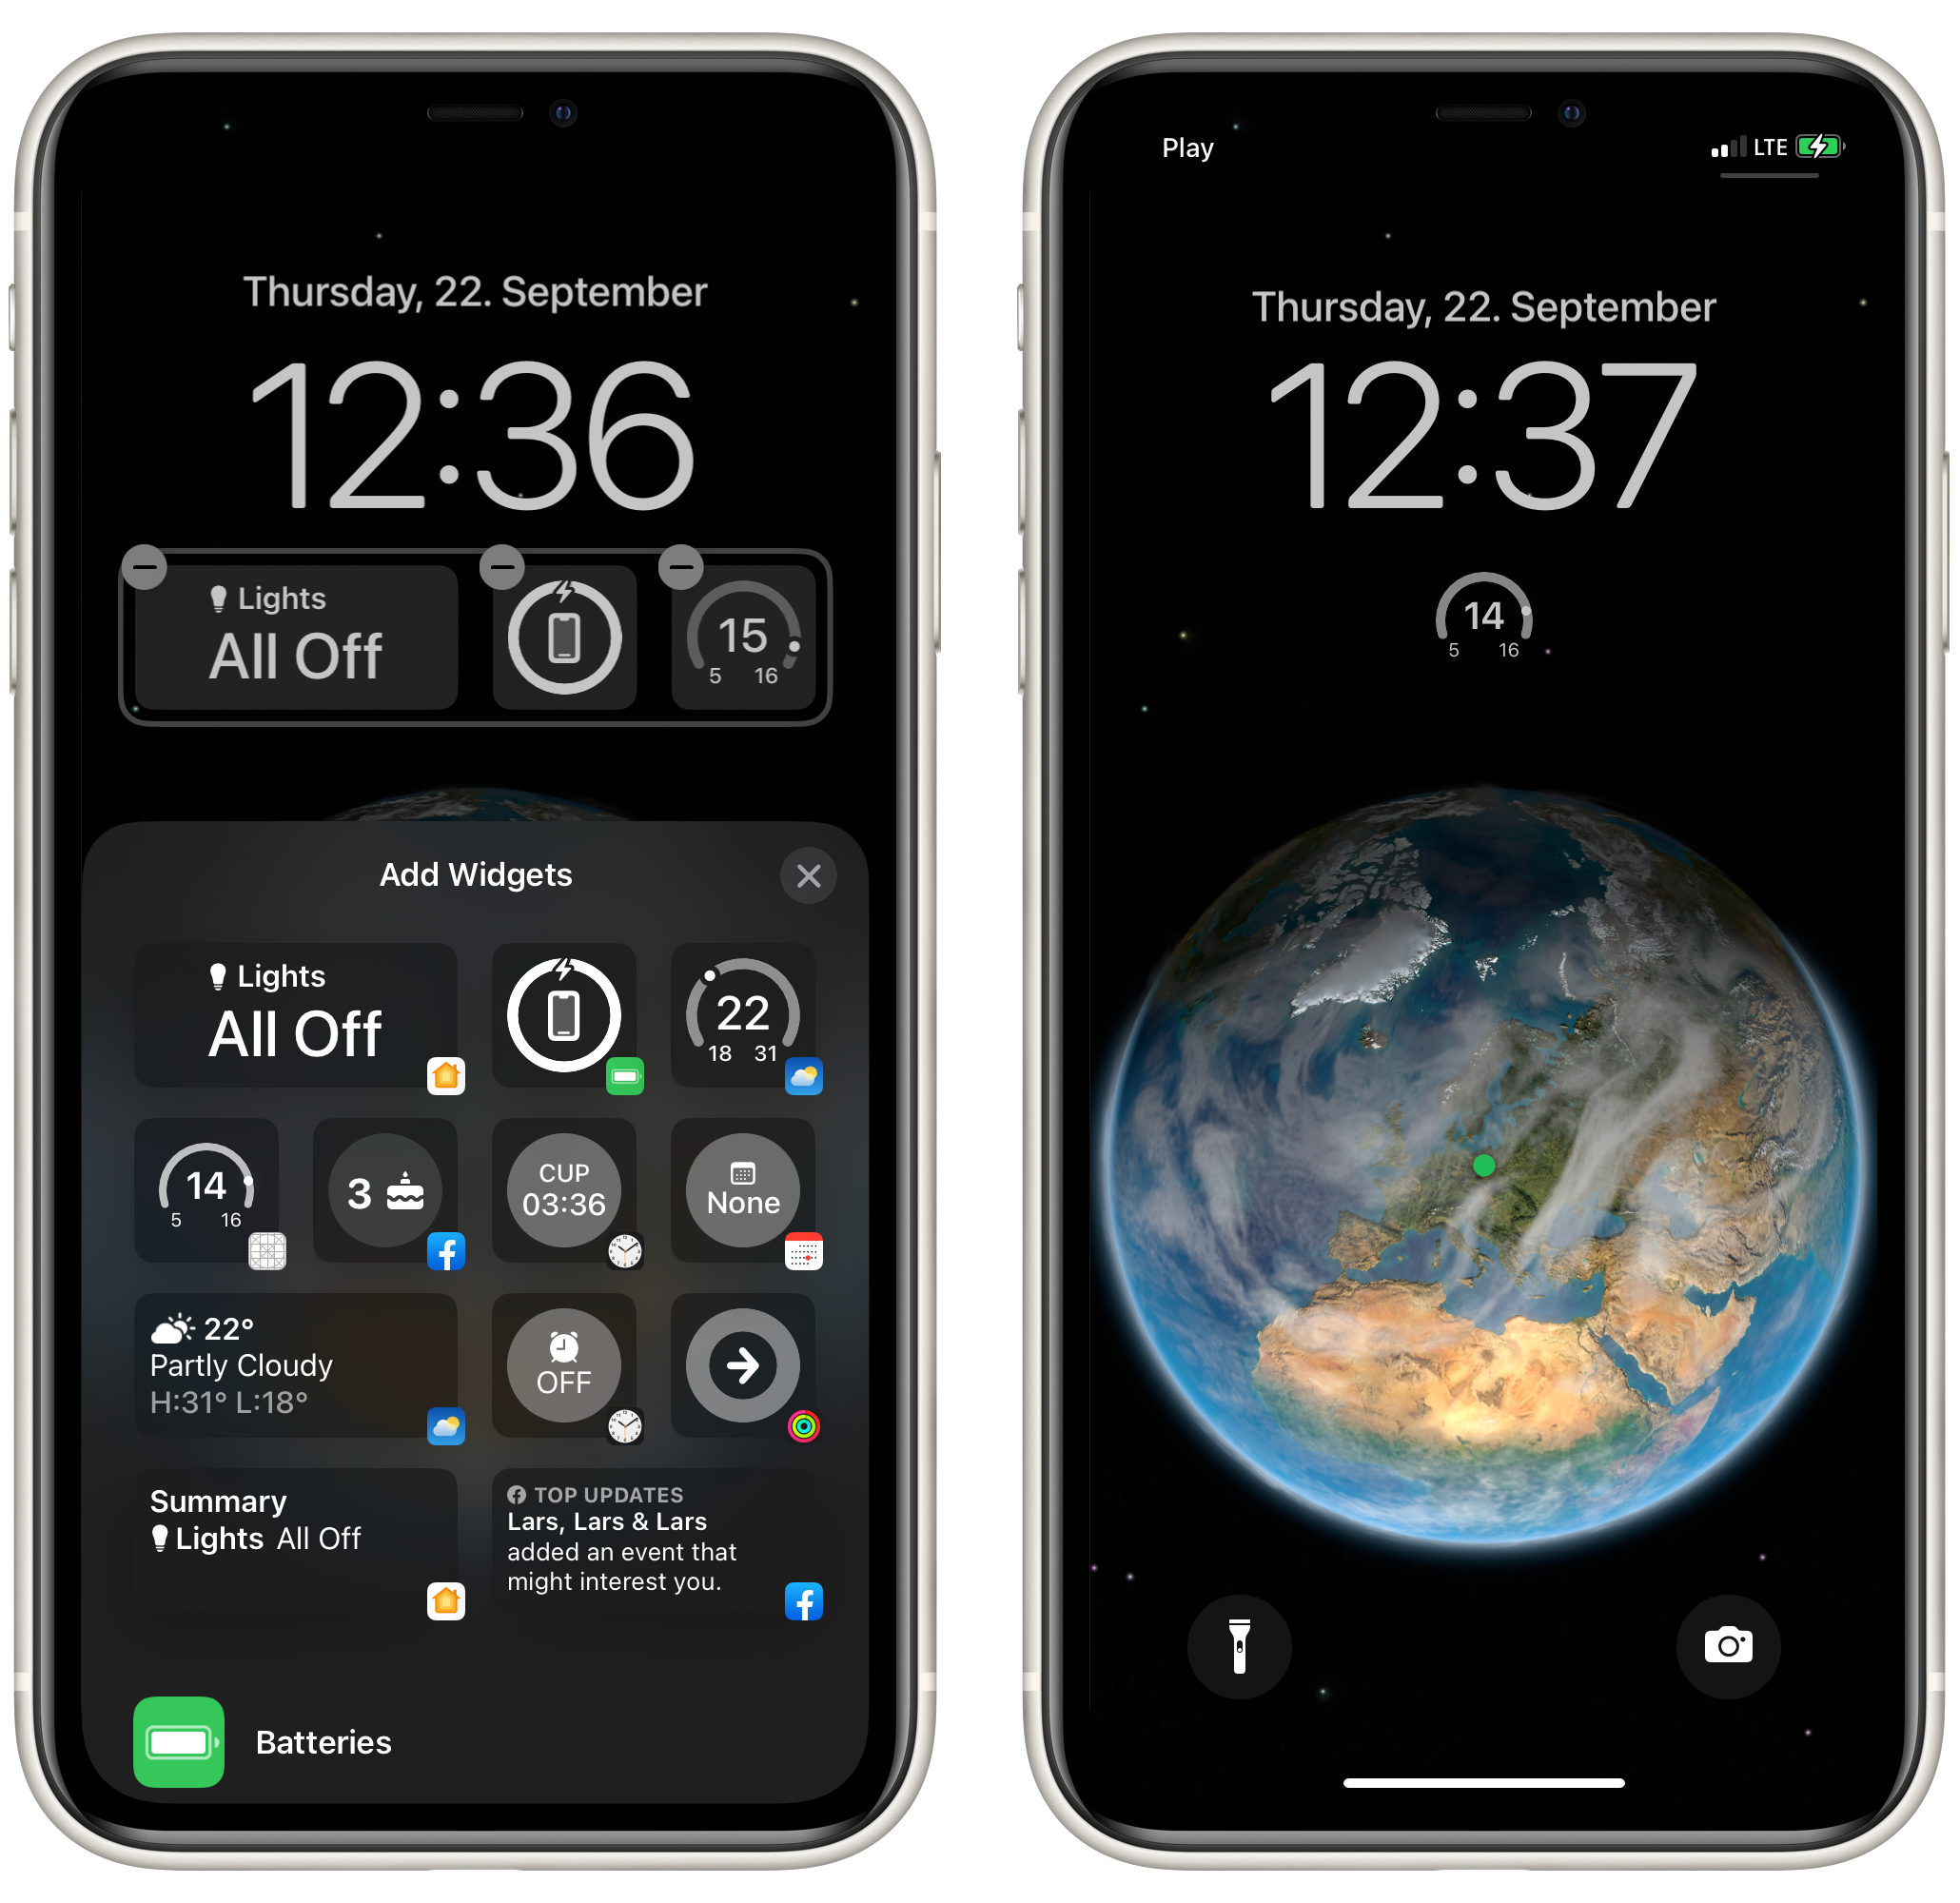 Thursday, 22. September
12:36
Lights
All Off
15
5 16
Add Widgets
Lights
All Off
22
18 31
14
5 16
3
CUP
03:36
None
22°
Partly Cloudy
H:31° L:18°
OFF
Summary
Lights All Off
TOP UPDATES
Lars, Lars & Lars
added an event that
might interest you.
Batteries
Play
LTE
Thursday, 22. September
12:37
14
5 16